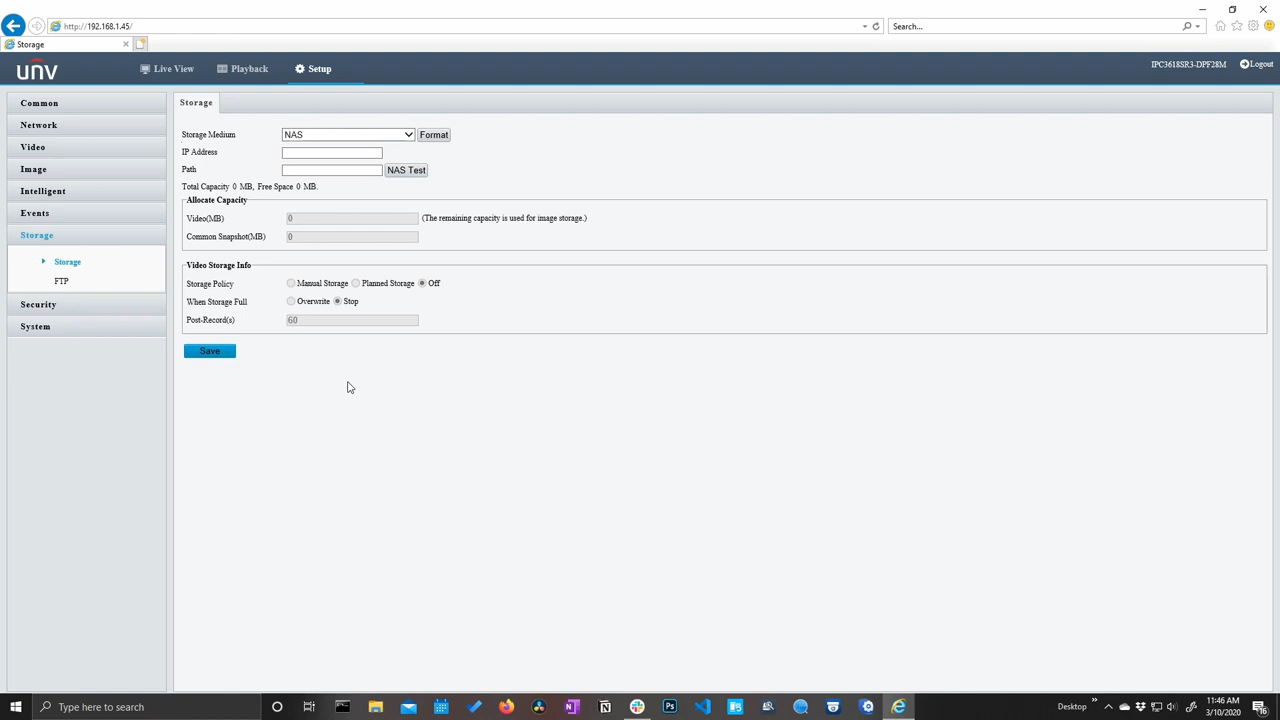 http://192.168.1.45/
Search...
Storage
unv
Live View
Playback
Setup
IPC3618SR3-DPF28M
Logout
Common
Network
Video
Image
Intelligent
Events
Storage
Storage
FTP
Security
System
Storage
Storage Medium NAS Format
IP Address
Path NAS Test
Total Capacity 0 MB, Free Space 0 MB.
Allocate Capacity
Video(MB) 0 (The remaining capacity is used for image storage.)
Common Snapshot(MB) 0
Video Storage Info
Storage Policy Manual Storage Planned Storage Off
When Storage Full Overwrite Stop
Post-Record(s) 60
Save
Type here to search
Desktop
11:46 AM
3/10/2020
16